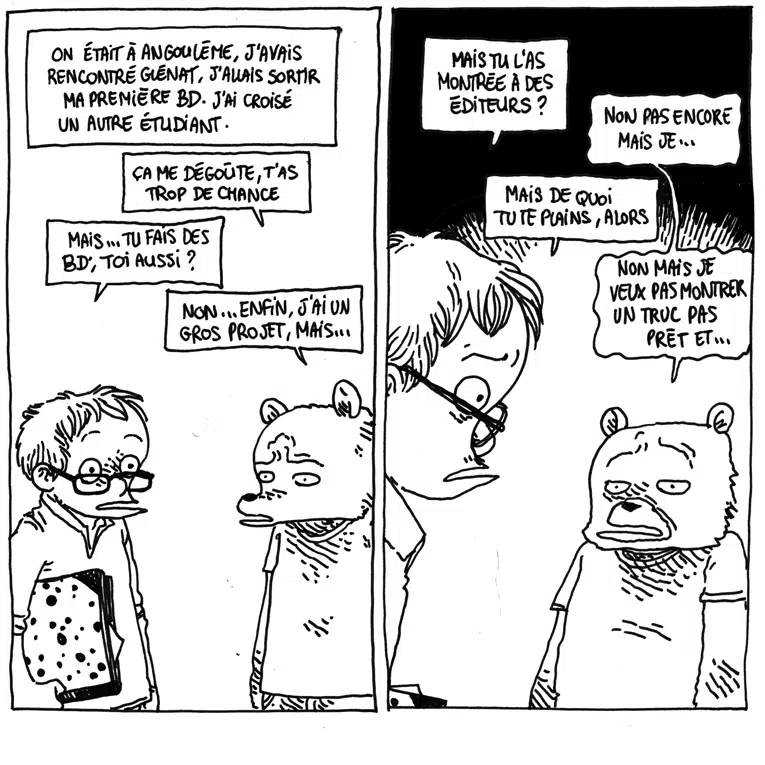 ON ÉTAIT À ANGOULÊME, J'AVAIS
RENCONTRÉ GLÉNAT, J'ALLAIS SORTIR
MA PREMIÈRE BD. J'AI CROISÉ
UN AUTRE ÉTUDIANT.
ÇA ME DÉGOÛTE, T'AS
TROP DE CHANCE
MAIS... TU FAIS DES
BD, TOI AUSSI ?
NON... ENFIN, J'AI UN
GROS PROJET, MAIS...
MAIS TU L'AS
MONTRÉE À DES
ÉDITEURS ?
NON PAS ENCORE
MAIS JE...
MAIS DE QUOI
TU TE PLAINS, ALORS
NON MAIS JE
VEUX PAS MONTRER
UN TRUC PAS
PRÊT ET...